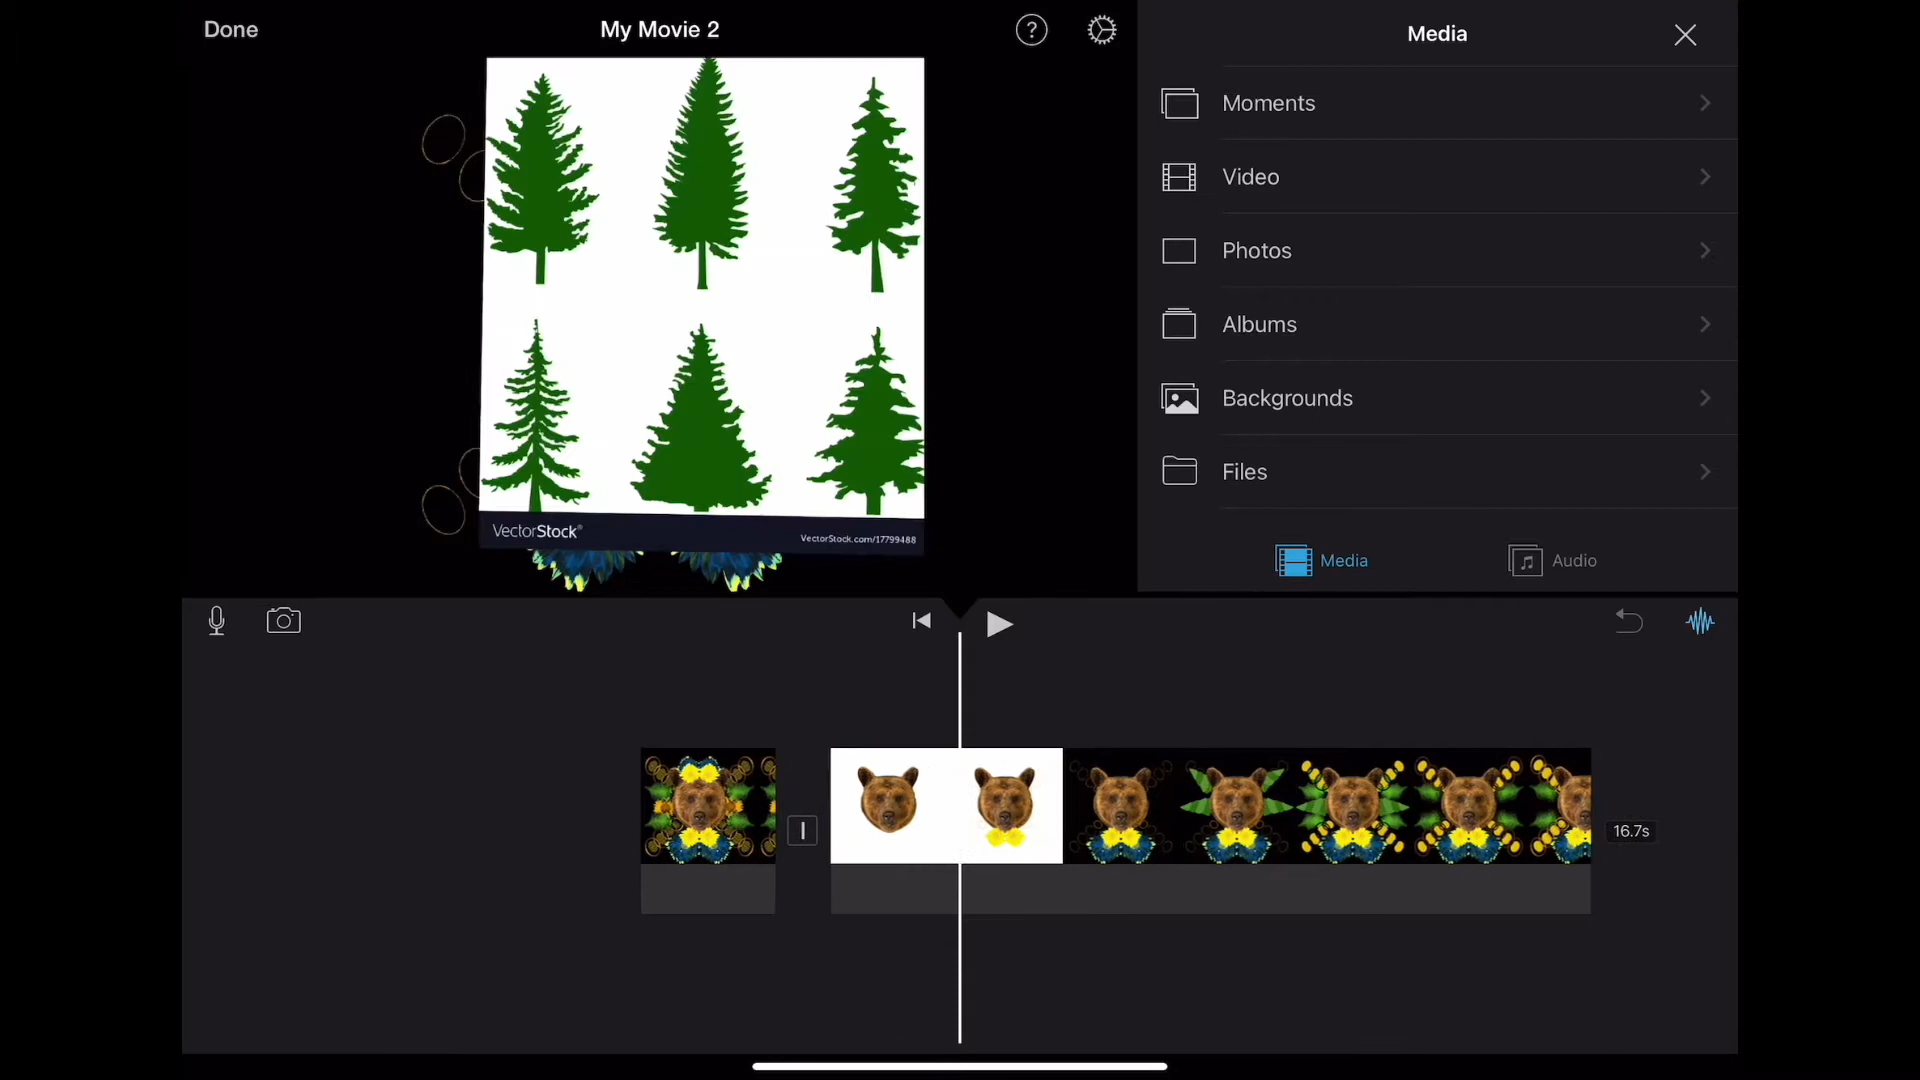 Done
My Movie 2
?
Media
Moments
Video
Photos
Albums
Backgrounds
Files
VectorStock®
VectorStock.com/17799488
Media
Audio
16.7s